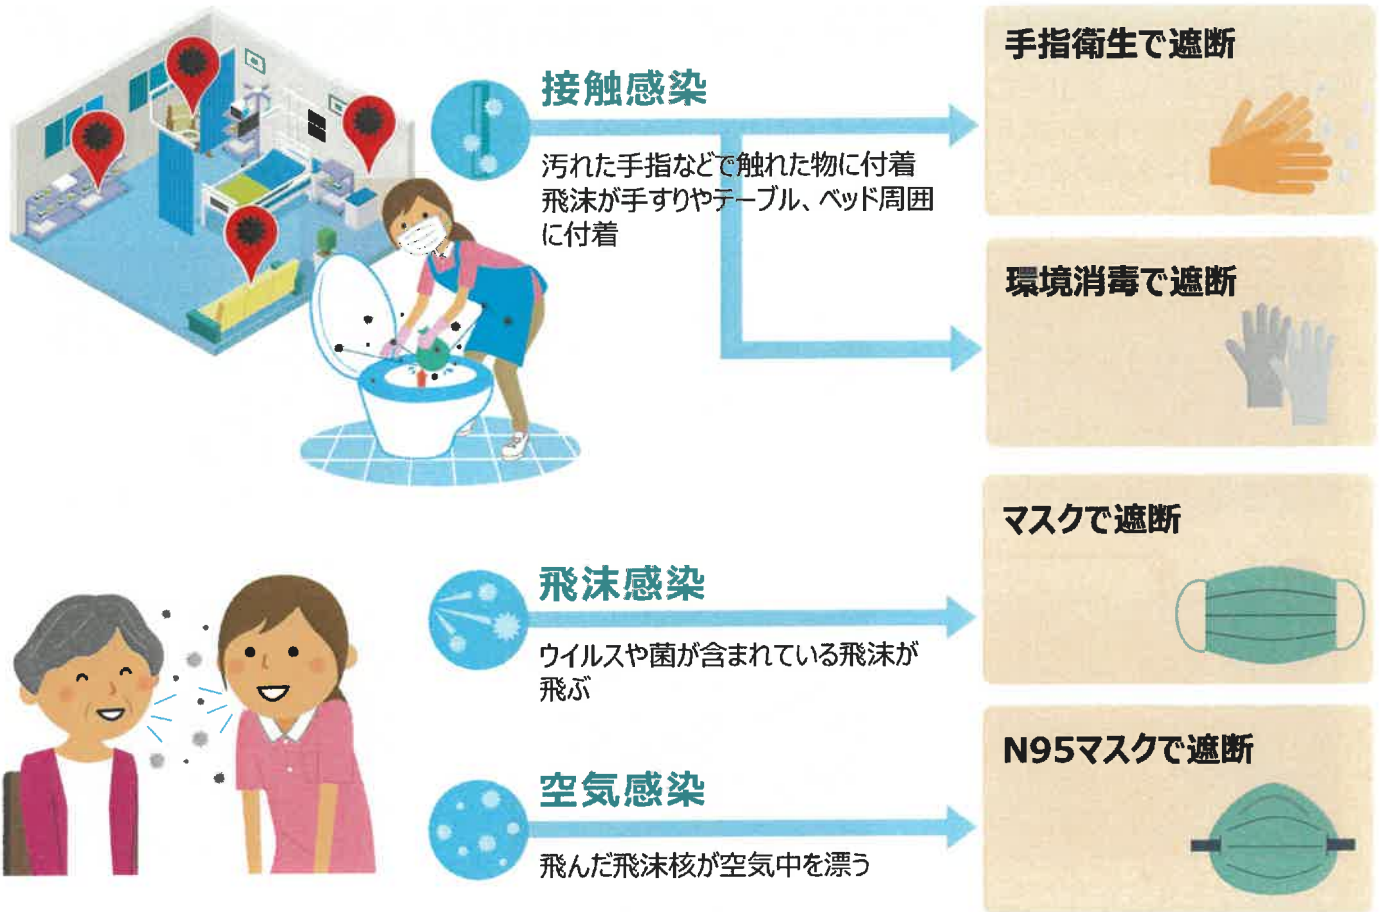 接触感染
汚れた手指などで触れた物に付着
飛沫が手すりやテーブル、ベッド周囲
に付着
手指衛生で遮断
環境消毒で遮断
飛沫感染
ウイルスや菌が含まれている飛沫が
飛ぶ
マスクで遮断
空気感染
飛んだ飛沫核が空気中を漂う
N95マスクで遮断